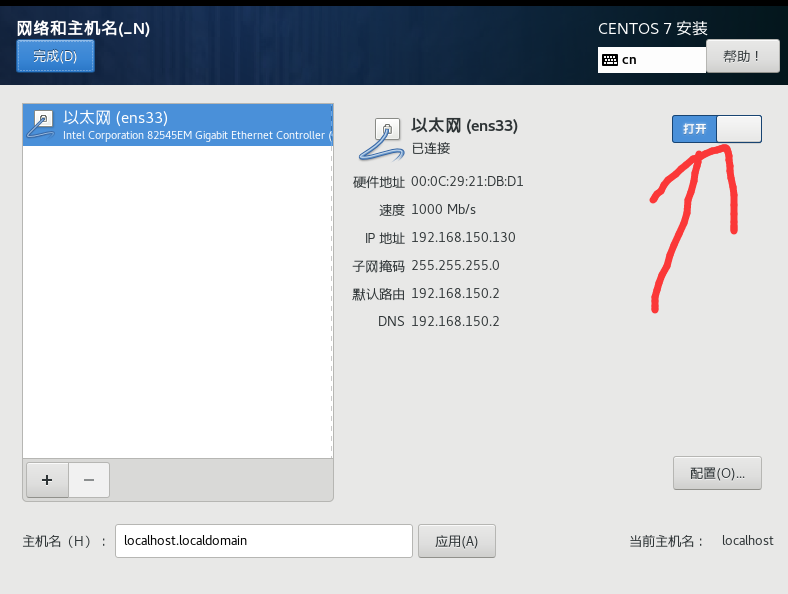 网络和主机名(_N)
CENTOS 7 安装
完成(D)
cn
帮助！
以太网 (ens33)
Intel Corporation 82545EM Gigabit Ethernet Controller (
以太网 (ens33)
已连接
打开
硬件地址 00:0C:29:21:DB:D1
速度 1000 Mb/s
IP 地址 192.168.150.130
子网掩码 255.255.255.0
默认路由 192.168.150.2
DNS 192.168.150.2
+ −
配置(O)...
主机名（H）： localhost.localdomain 应用(A) 当前主机名： localhost